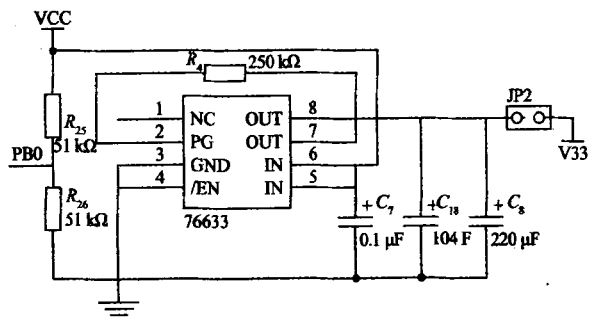 VCC
R4 250 kΩ
JP2
1 NC OUT 8
R25
51 kΩ
2 PG OUT 7
PB0
3 GND IN 6
V33
4 /EN IN 5
R26
51 kΩ
76633
+ C7
0.1 μF
+C18
104 F
+ C8
220 μF